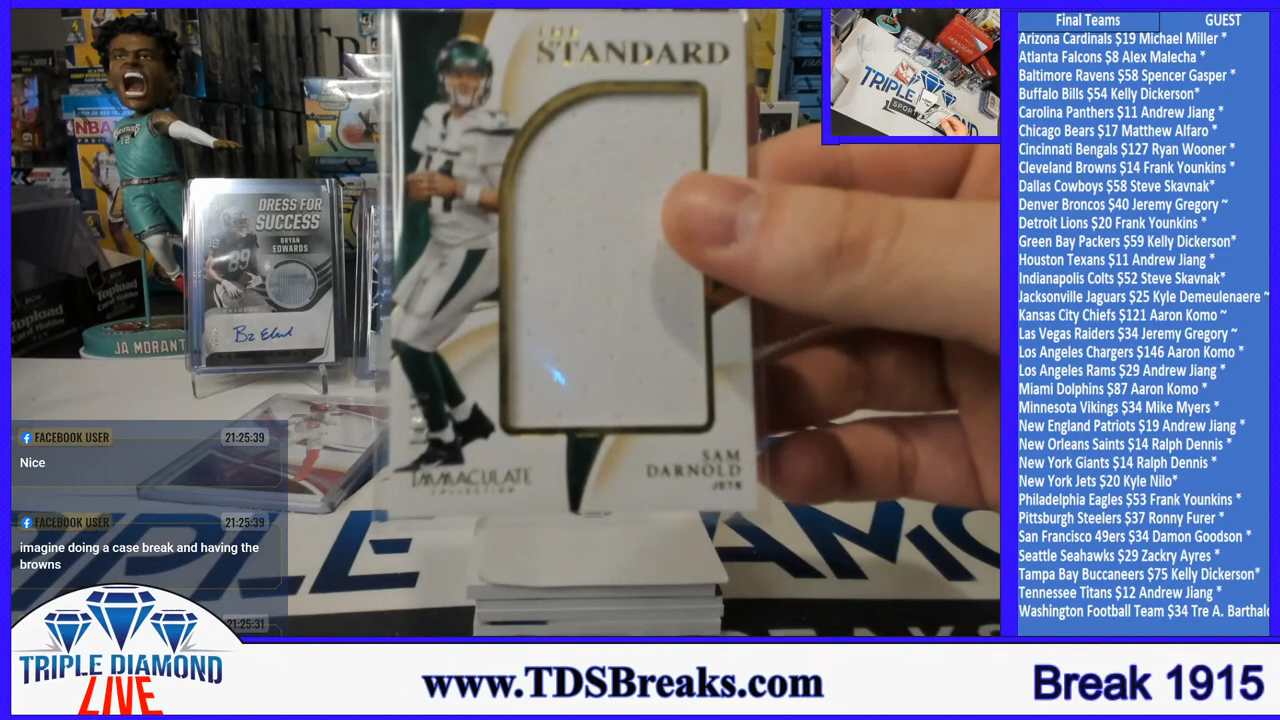 THE
STANDARD
SAM
DARNOLD
JETS
IMMACULATE
COLLECTION
DRESS FOR
SUCCESS
BRYAN
EDWARDS
89
NBA
Topload
Card Holder
JA MORANT
TRIPLE
FACEBOOK USER 21:25:39
Nice
FACEBOOK USER 21:25:39
imagine doing a case break and having the
browns
21:25:31
TRIPLE DIAMOND
LIVE
www.TDSBreaks.com
Break 1915
Final Teams GUEST
Arizona Cardinals $19 Michael Miller *
Atlanta Falcons $8 Alex Malecha *
Baltimore Ravens $58 Spencer Gasper *
Buffalo Bills $54 Kelly Dickerson*
Carolina Panthers $11 Andrew Jiang *
Chicago Bears $17 Matthew Alfaro *
Cincinnati Bengals $127 Ryan Wooner *
Cleveland Browns $14 Frank Younkins *
Dallas Cowboys $58 Steve Skavnak*
Denver Broncos $40 Jeremy Gregory ~
Detroit Lions $20 Frank Younkins *
Green Bay Packers $59 Kelly Dickerson*
Houston Texans $11 Andrew Jiang *
Indianapolis Colts $52 Steve Skavnak*
Jacksonville Jaguars $25 Kyle Demeulenaere ~
Kansas City Chiefs $121 Aaron Komo ~
Las Vegas Raiders $34 Jeremy Gregory ~
Los Angeles Chargers $146 Aaron Komo *
Los Angeles Rams $29 Andrew Jiang *
Miami Dolphins $87 Aaron Komo *
Minnesota Vikings $34 Mike Myers *
New England Patriots $19 Andrew Jiang *
New Orleans Saints $14 Ralph Dennis *
New York Giants $14 Ralph Dennis *
New York Jets $20 Kyle Nilo*
Philadelphia Eagles $53 Frank Younkins *
Pittsburgh Steelers $37 Ronny Furer *
San Francisco 49ers $34 Damon Goodson *
Seattle Seahawks $29 Zackry Ayres *
Tampa Bay Buccaneers $75 Kelly Dickerson*
Tennessee Titans $12 Andrew Jiang *
Washington Football Team $34 Tre A. Barthal